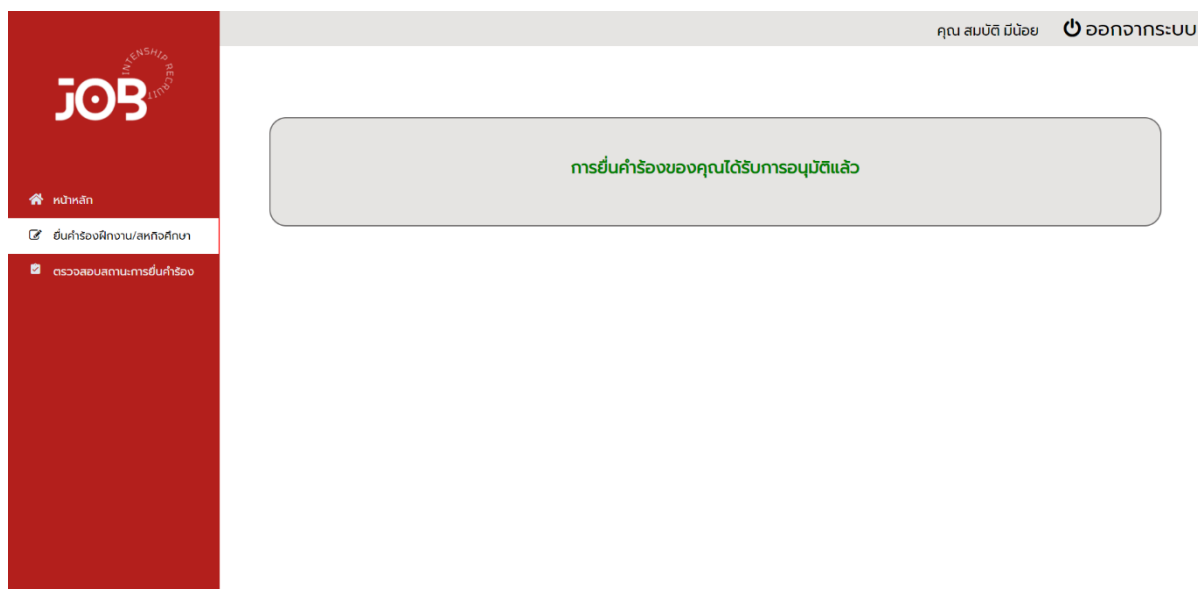 คุณ สมบัติ มีน้อย ออกจากระบบ
INTENSHIP RECRUIT
JOB
การยื่นคำร้องของคุณได้รับการอนุมัติแล้ว
หน้าหลัก
ยื่นคำร้องฝึกงาน/สหกิจศึกษา
ตรวจสอบสถานะการยื่นคำร้อง